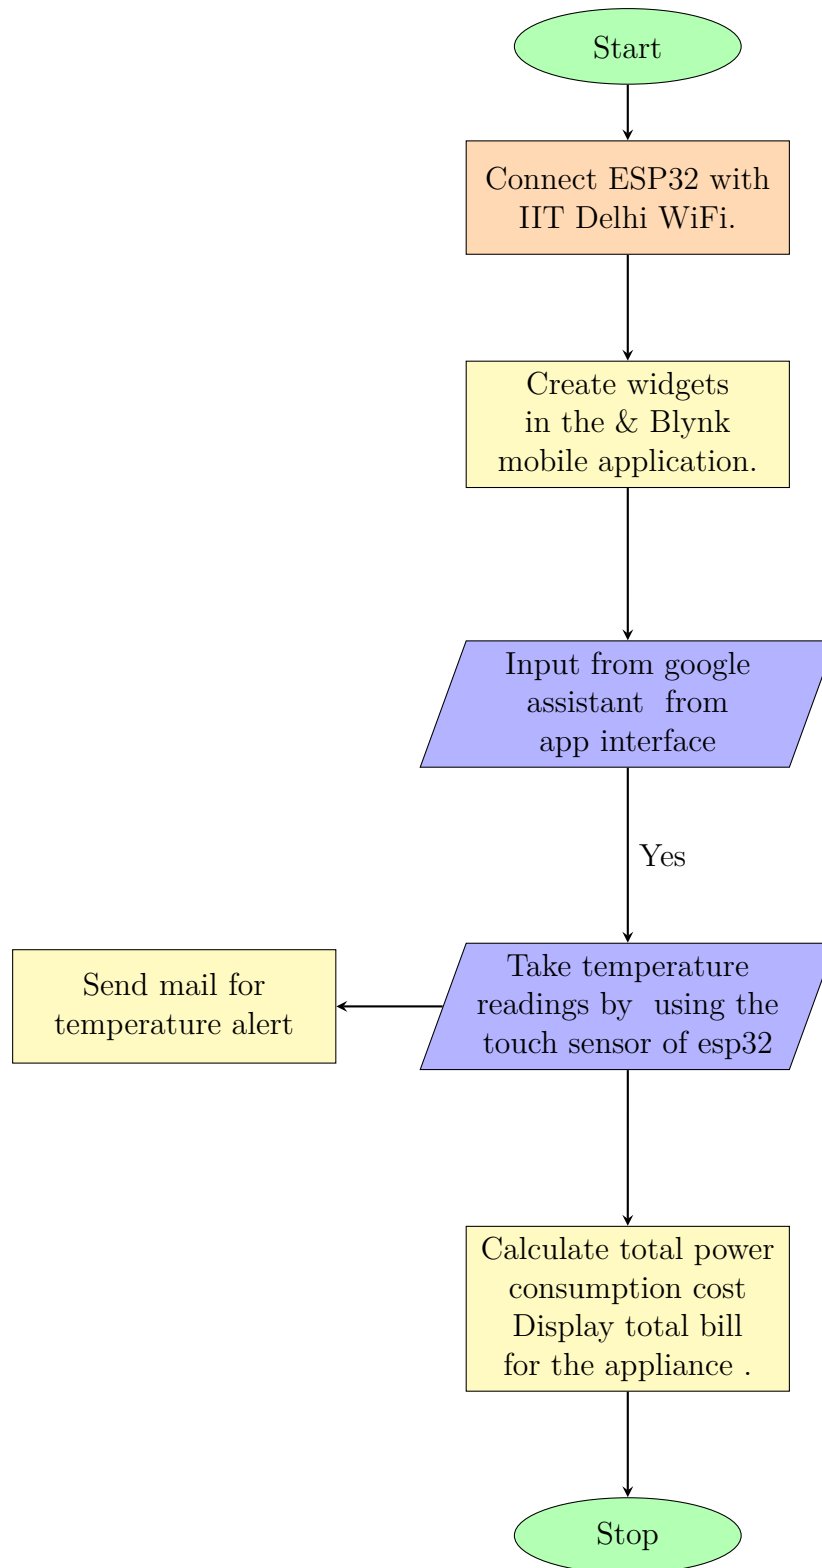 Start
Connect ESP32 with
IIT Delhi WiFi.
Create widgets
in the & Blynk
mobile application.
Input from google
assistant  from
app interface
Yes
Take temperature
readings by  using the
touch sensor of esp32
Send mail for
temperature alert
Calculate total power
consumption cost
Display total bill
for the appliance .
Stop